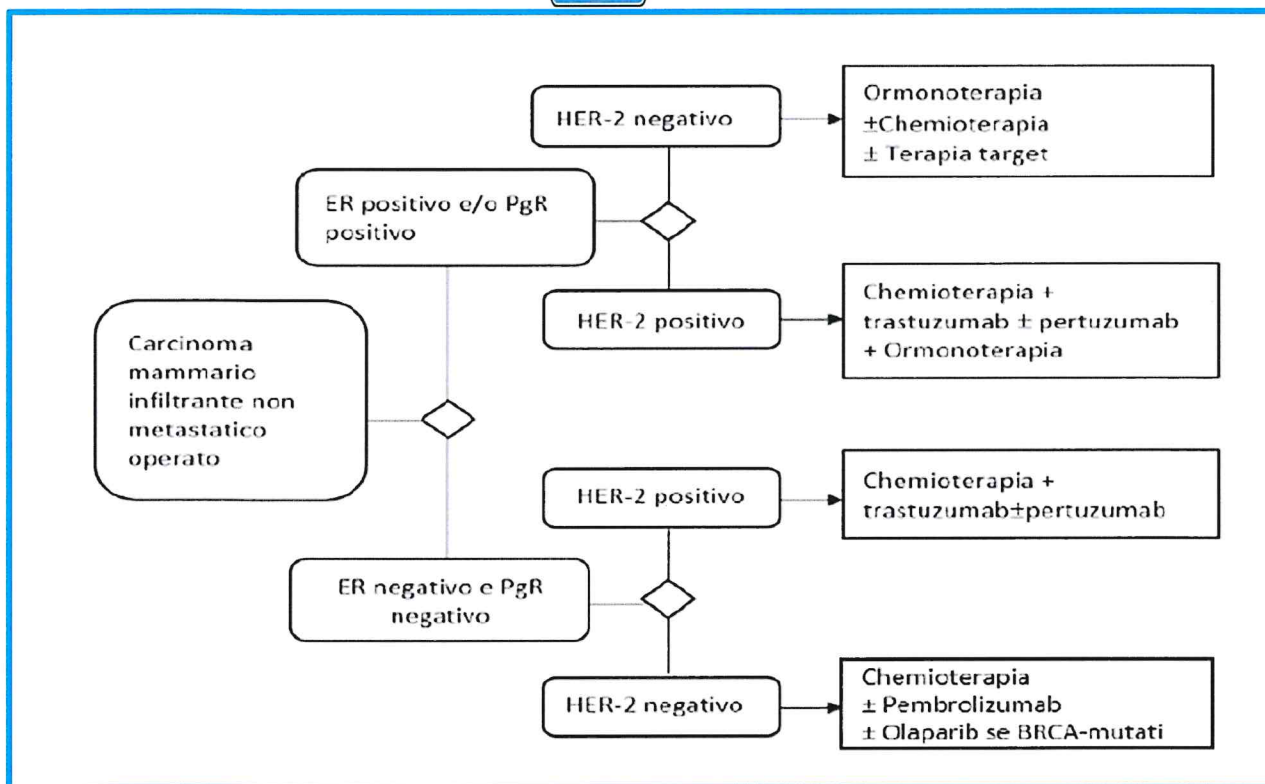 HER-2 negativo
Ormonoterapia
±Chemioterapia
± Terapia target
ER positivo e/o PgR
positivo
HER-2 positivo
Chemioterapia +
trastuzumab ± pertuzumab
+ Ormonoterapia
Carcinoma
mammario
infiltrante non
metastatico
operato
HER-2 positivo
Chemioterapia +
trastuzumab±pertuzumab
ER negativo e PgR
negativo
HER-2 negativo
Chemioterapia
± Pembrolizumab
± Olaparib se BRCA-mutati